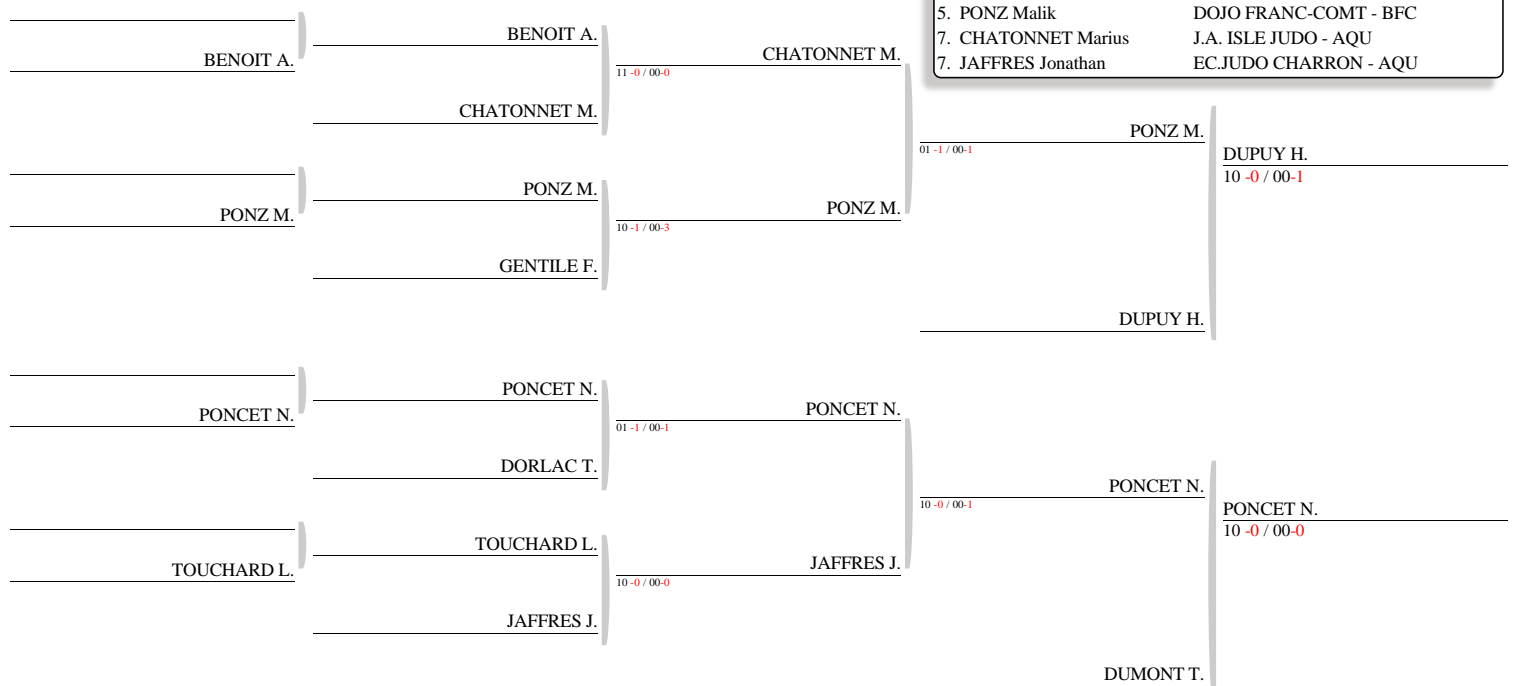 5. PONZ Malik DOJO FRANC-COMT - BFC
7. CHATONNET Marius J.A. ISLE JUDO - AQU
7. JAFFRES Jonathan EC.JUDO CHARRON - AQU
BENOIT A.
BENOIT A.
CHATONNET M.
11 -0 / 00-0
CHATONNET M.
PONZ M.
01 -1 / 00-1
DUPUY H.
10 -0 / 00-1
PONZ M.
PONZ M.
PONZ M.
10 -1 / 00-3
GENTILE F.
DUPUY H.
PONCET N.
PONCET N.
PONCET N.
01 -1 / 00-1
DORLAC T.
PONCET N.
10 -0 / 00-1
PONCET N.
10 -0 / 00-0
TOUCHARD L.
TOUCHARD L.
JAFFRES J.
10 -0 / 00-0
JAFFRES J.
DUMONT T.